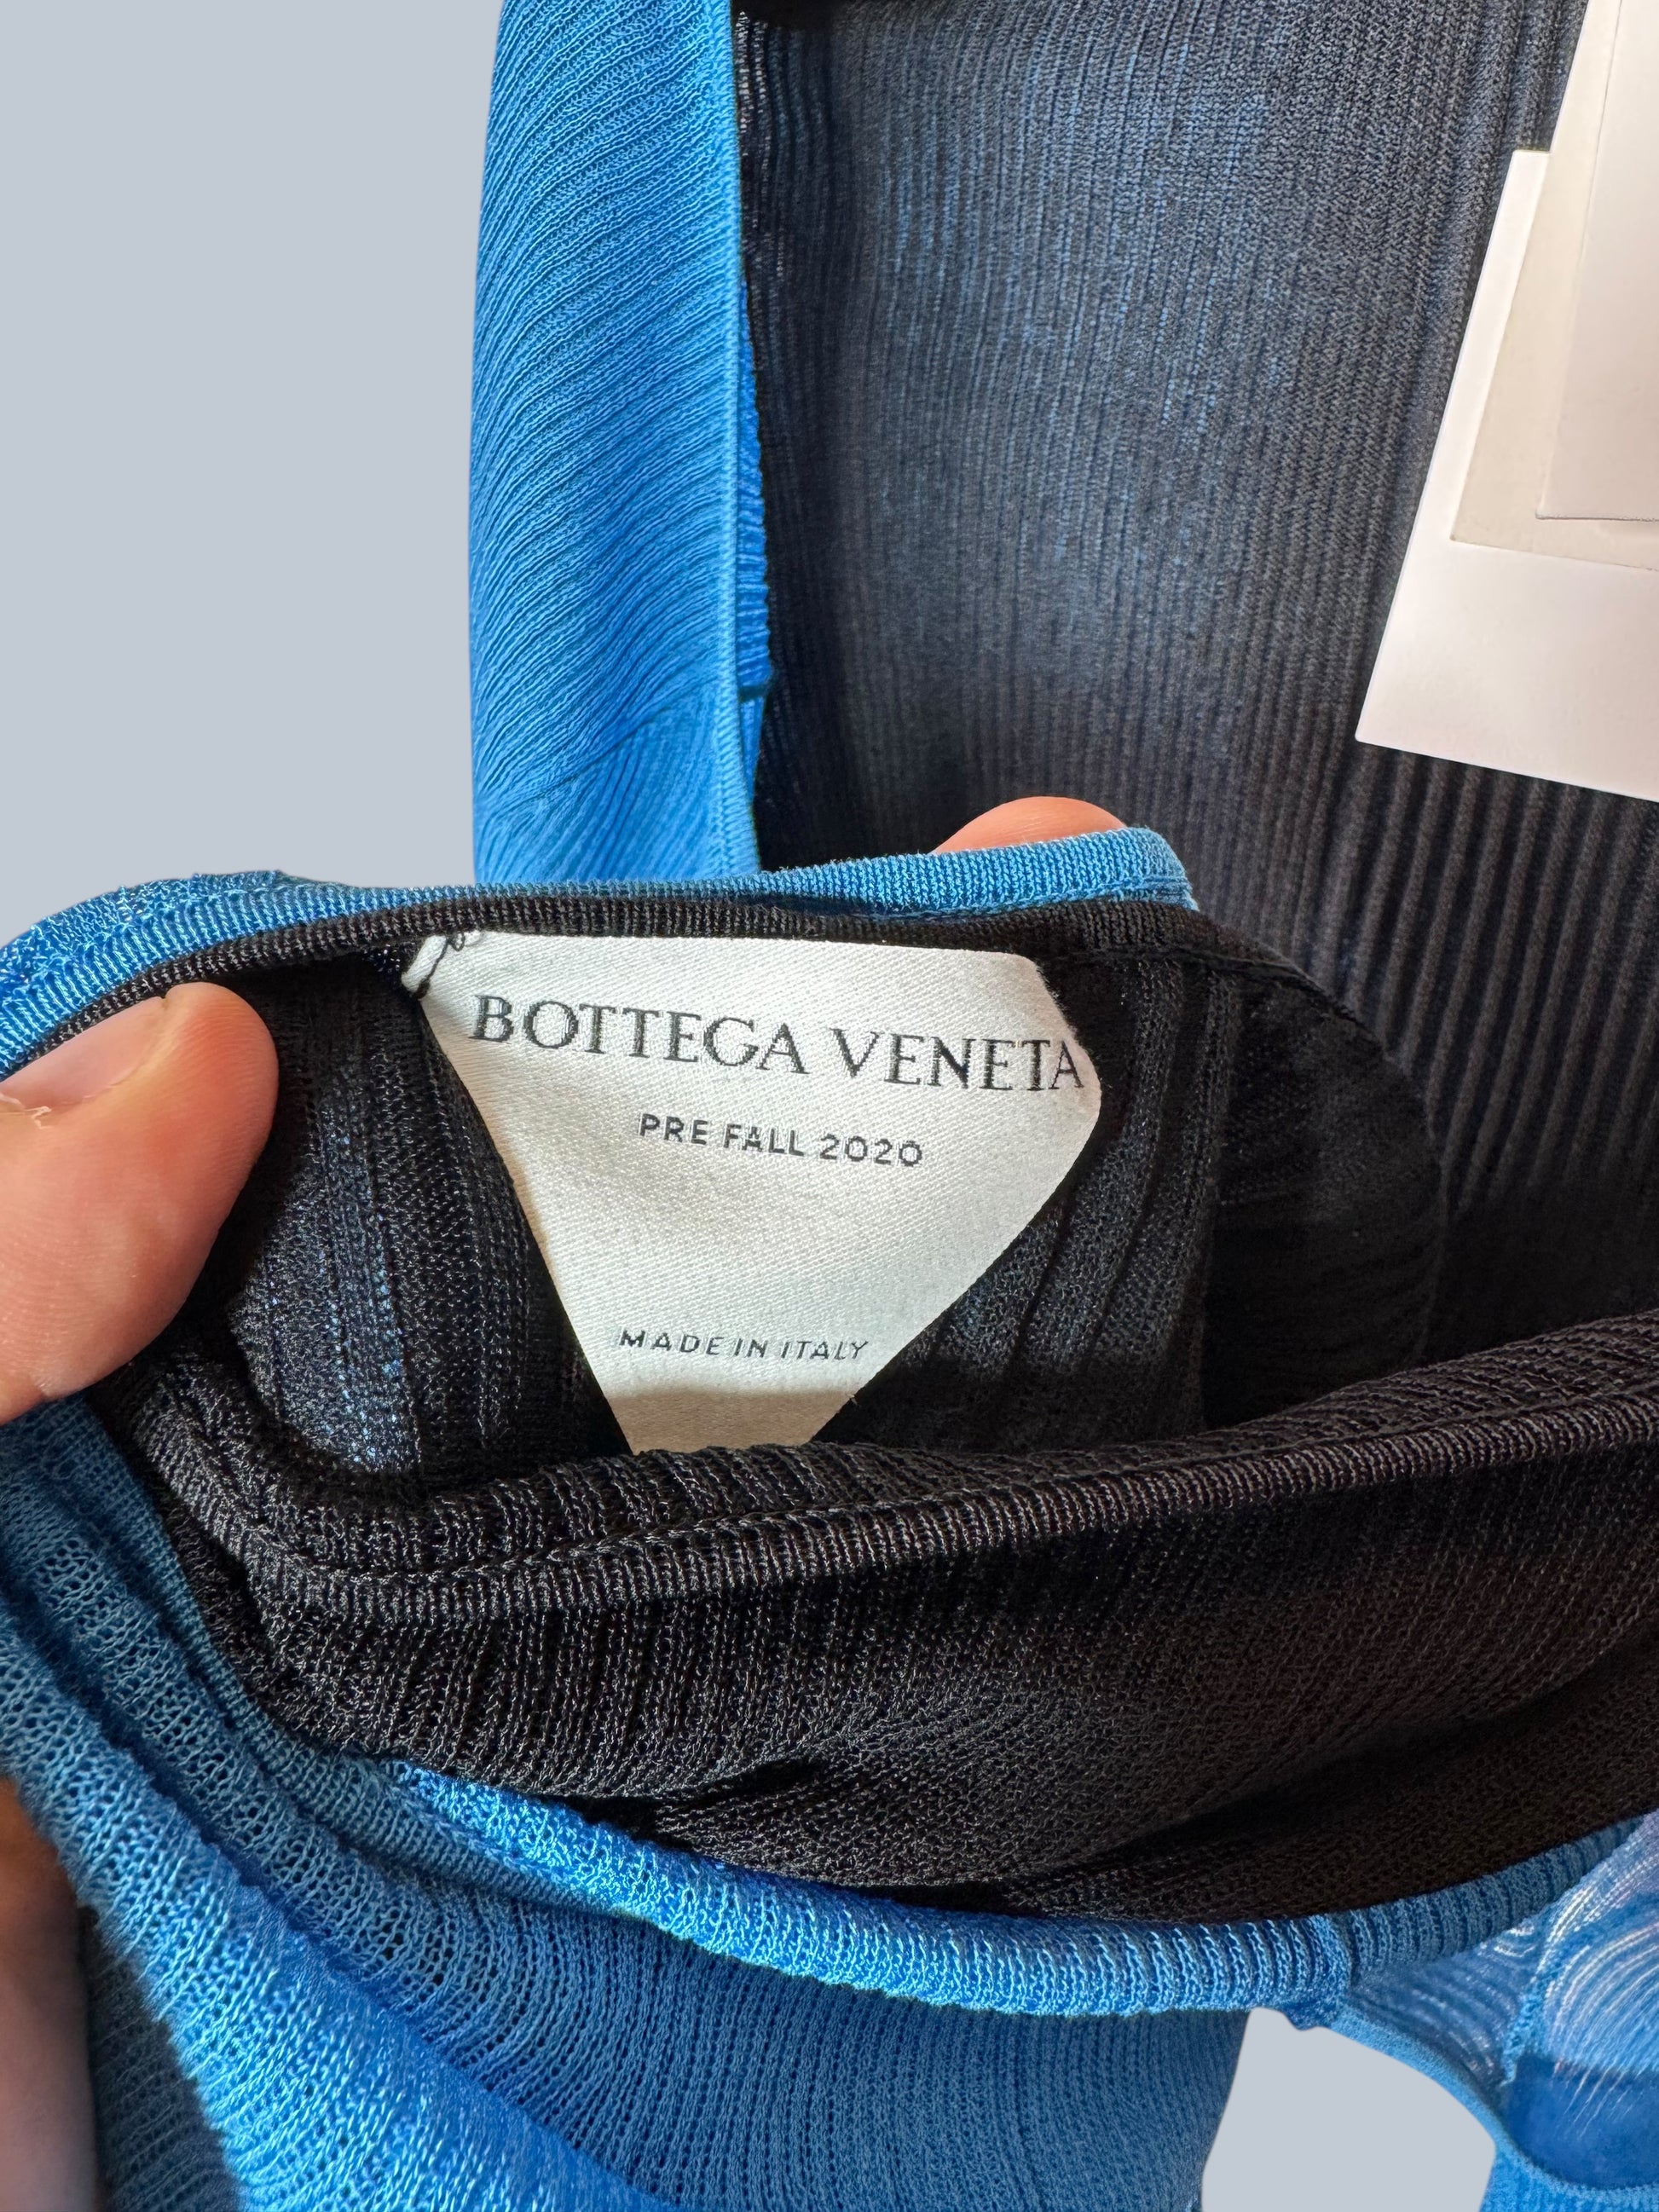 BOTTEGA VENETA
PRE FALL 2020
MADE IN ITALY